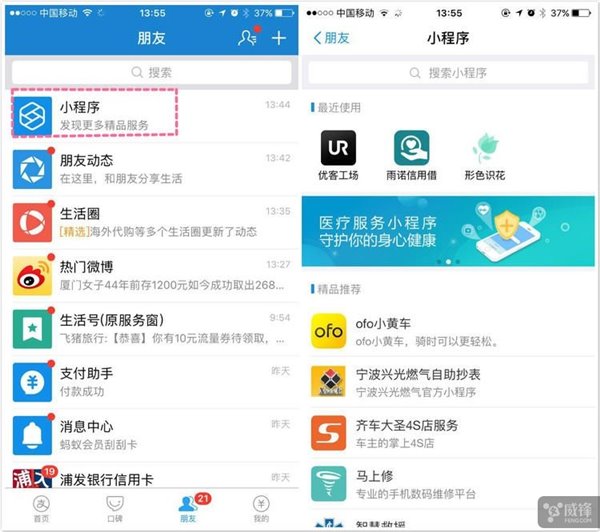 中国移动 13:55 37%
朋友
搜索
小程序 13:44
发现更多精品服务
朋友动态 13:42
在这里，和朋友分享生活
生活圈 13:35
[精选]海外代购等多个生活圈更新了动态
热门微博 13:27
厦门女子44年前存1200元如今成功取出268...
生活号(原服务窗) 9:54
飞猪旅行:【恭喜】你有10元流量券待领取，...
支付助手 昨天
付款成功
消息中心 昨天
蚂蚁会员刮刮卡
浦发银行信用卡 昨天
19
21
支
口碑
朋友
我的
中国移动 13:55 37%
朋友 小程序
搜索小程序
最近使用
UR
优客工场 雨诺信用借 形色识花
医疗服务小程序
守护你的身心健康
精品推荐
ofo
ofo小黄车
ofo小黄车，骑时可以更轻松。
宁波兴光燃气自助抄表
宁波兴光燃气官方小程序
齐车大圣4S店服务
车主的掌上4S店
马上修
专业的手机数码维修平台
智慧救援
威锋
FENG.COM